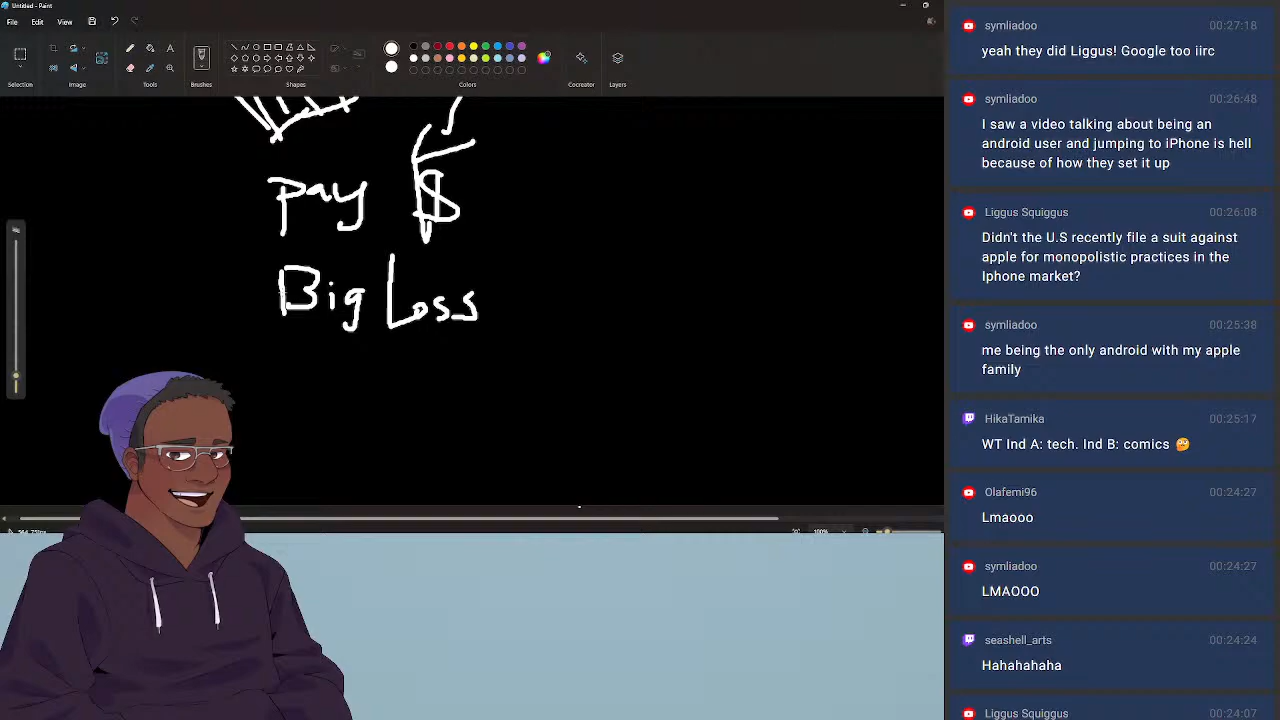 Untitled - Paint
File Edit View
Selection Image Tools Brushes Shapes Colors Cocreator Layers
pay $
Big Loss
100%
symliadoo 00:27:18
yeah they did Liggus! Google too iirc
symliadoo 00:26:48
I saw a video talking about being an
android user and jumping to iPhone is hell
because of how they set it up
Liggus Squiggus 00:26:08
Didn't the U.S recently file a suit against
apple for monopolistic practices in the
Iphone market?
symliadoo 00:25:38
me being the only android with my apple
family
HikaTamika 00:25:17
WT Ind A: tech. Ind B: comics 🫤
Olafemi96 00:24:27
Lmaooo
symliadoo 00:24:27
LMAOOO
seashell_arts 00:24:24
Hahahahaha
Liggus Squiggus 00:24:07